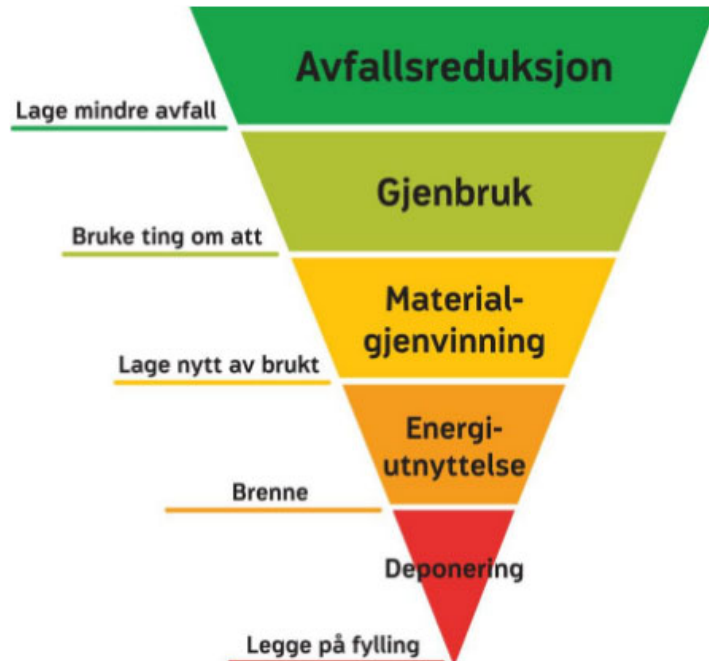 Avfallsreduksjon
Lage mindre avfall
Gjenbruk
Bruke ting om att
Material-
gjenvinning
Lage nytt av brukt
Energi-
utnyttelse
Brenne
Deponering
Legge på fylling